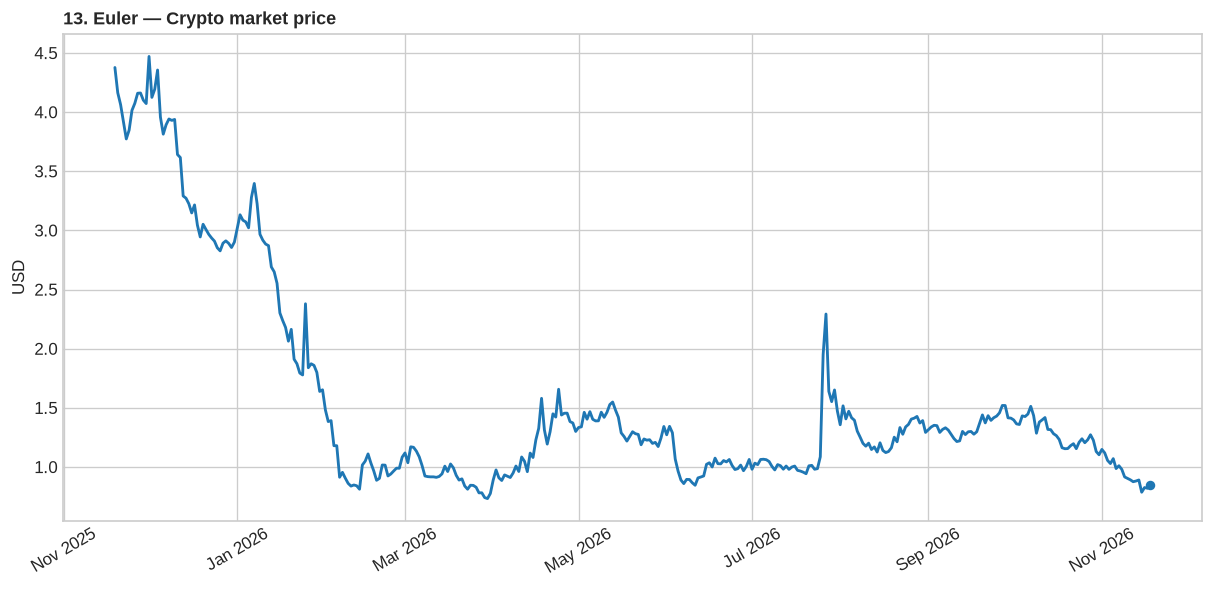 13. Euler — Crypto market price
4.5
4.0
3.5
3.0
2.5
2.0
1.5
1.0
USD
Nov 2025
Jan 2026
Mar 2026
May 2026
Jul 2026
Sep 2026
Nov 2026